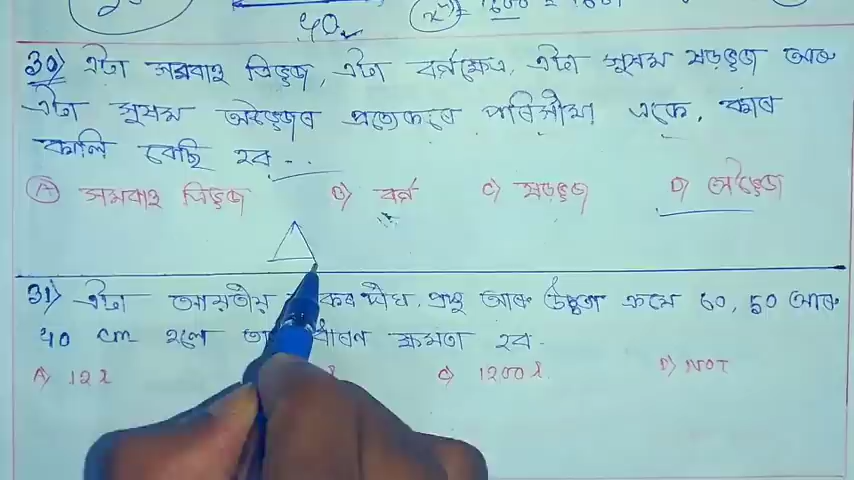 40
30) এটা সমবাহু ত্ৰিভুজ, এটা বৰ্গক্ষেত্ৰ, এটা সুষম ষড়ভুজ আৰু
এটা সুষম অষ্টভুজৰ প্ৰত্যেকৰে পৰিসীমা একে, কাৰ
কালি বেছি হব -
A) সমবাহু ত্ৰিভুজ B) বৰ্গ C) ষড়ভুজ D) অষ্টভুজ
31) এটা আয়তীয় দীঘ, প্ৰস্থ আৰু উচ্চতা ক্ৰমে 60, 50 আৰু
40 cm হলে ধাৰণ ক্ষমতা হব -
A) 12 l C) 1200 l D) NOT